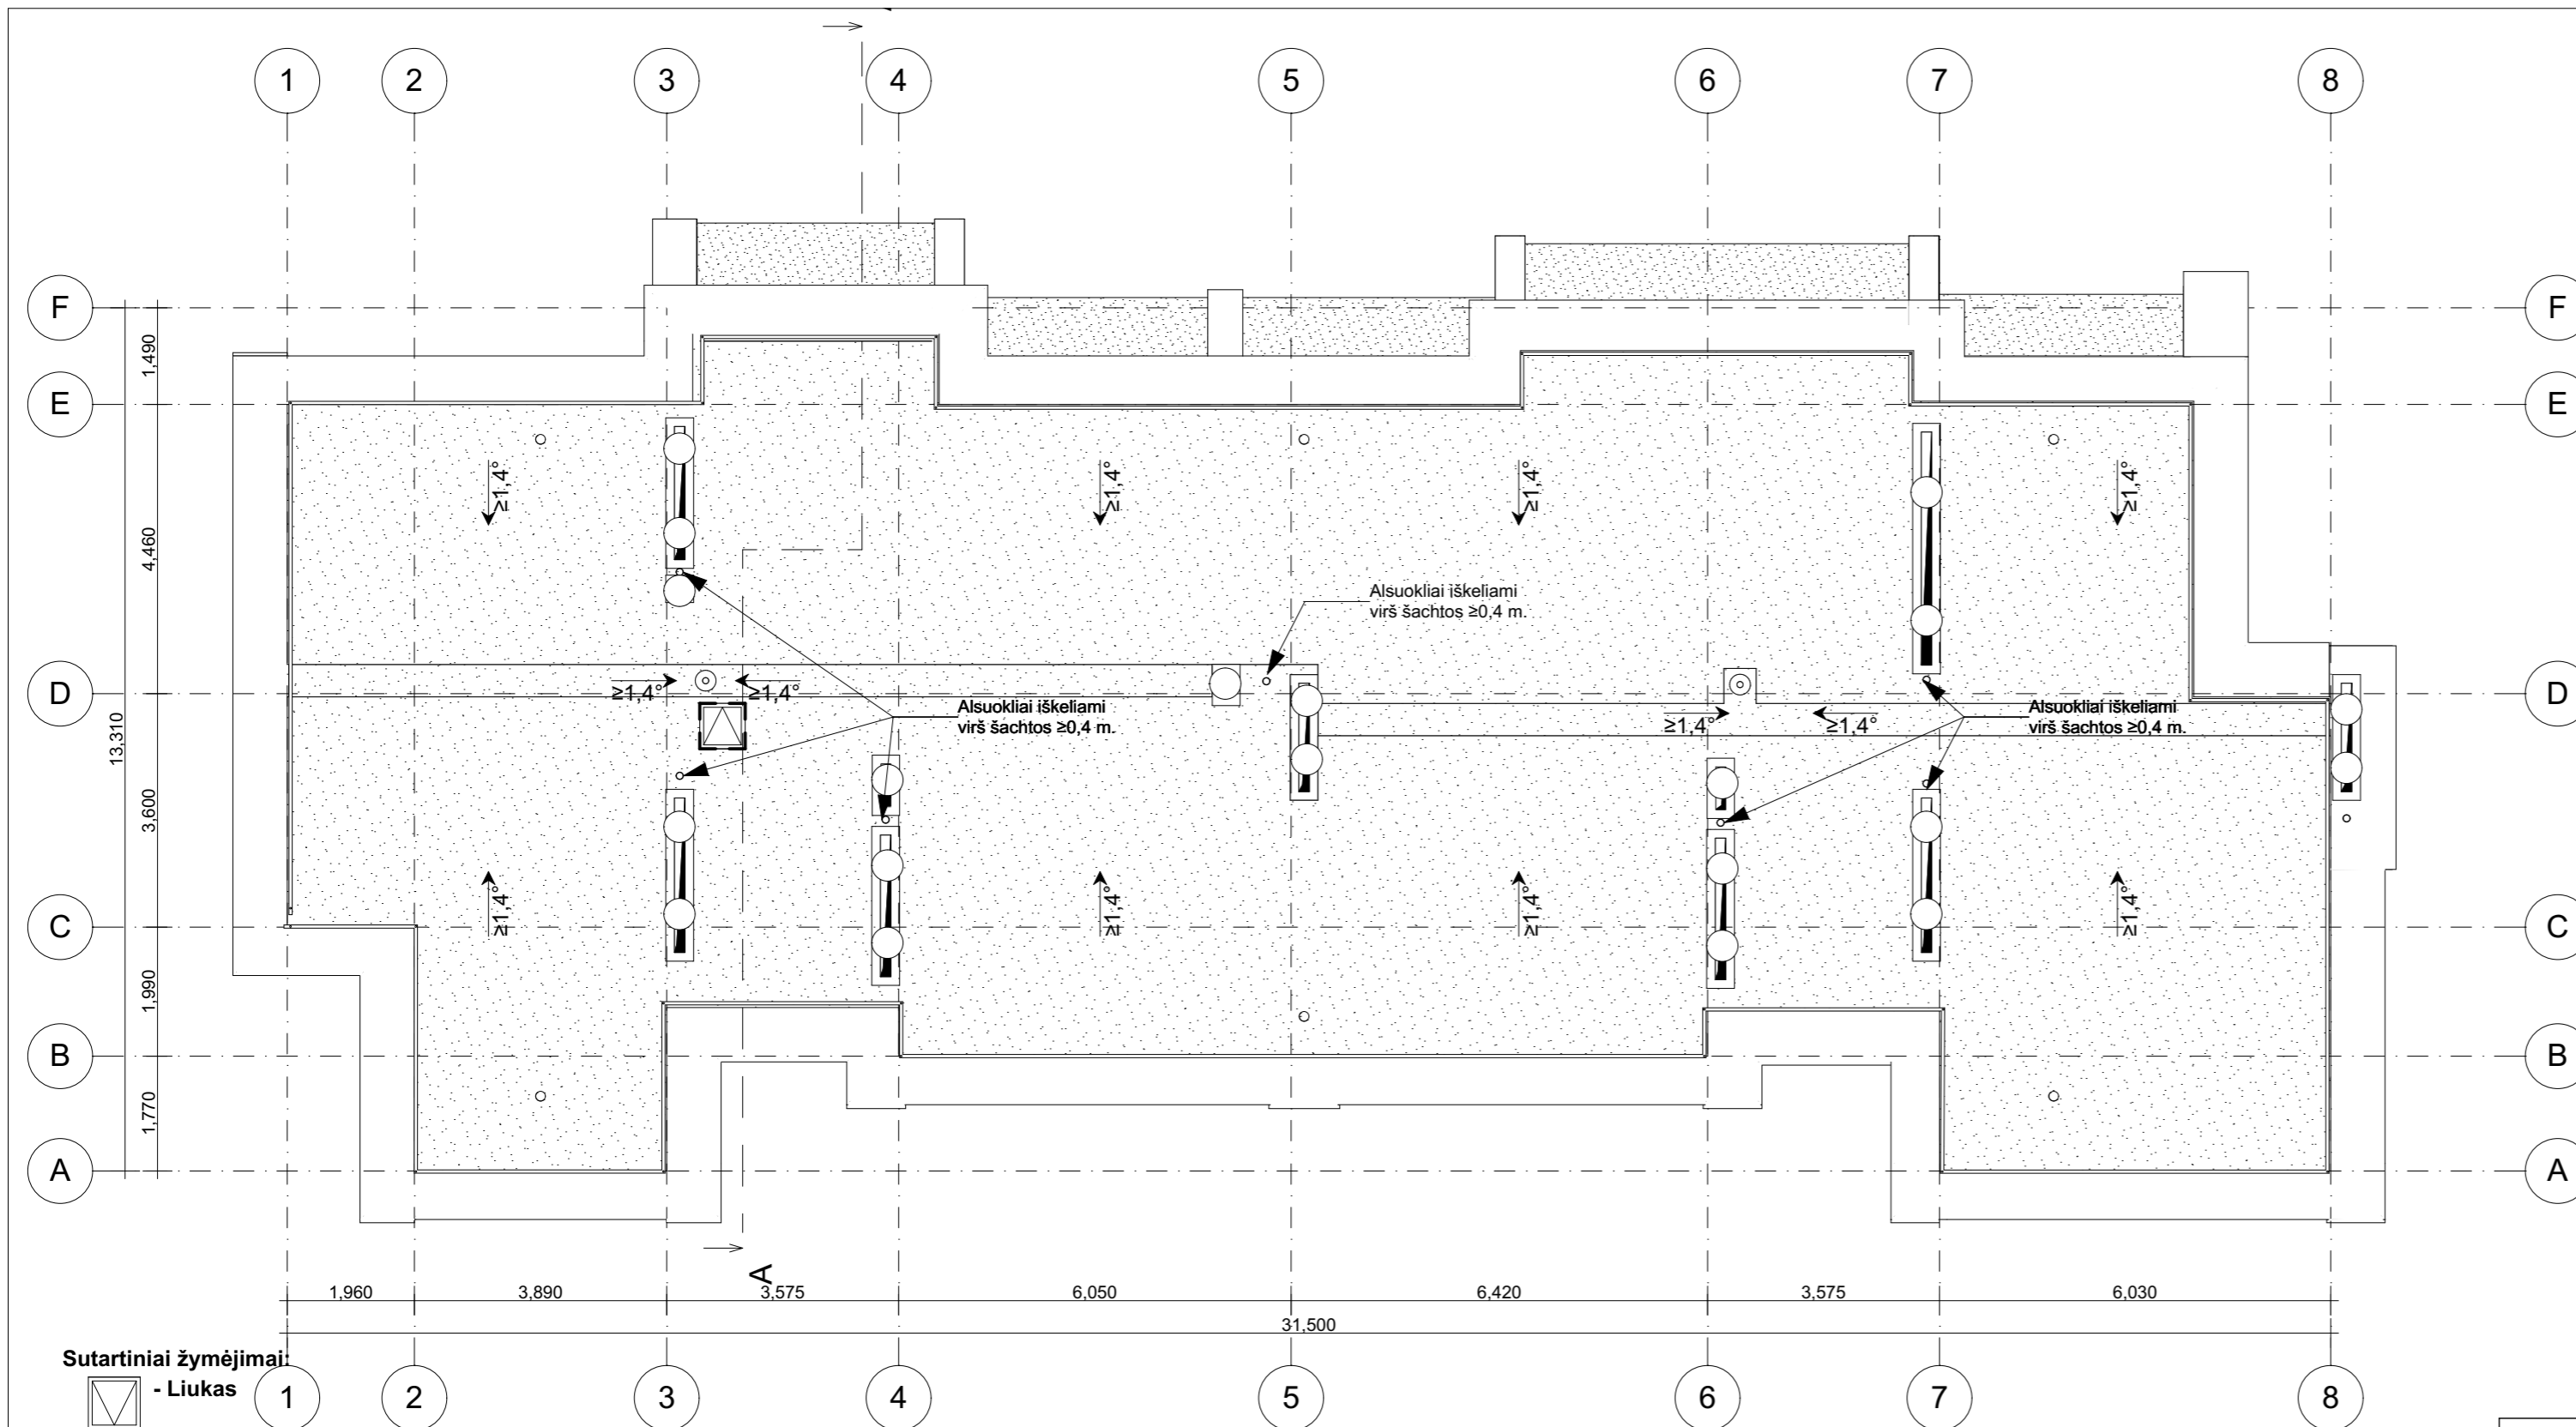 1 2 3 4 5 6 7 8
F F
1,490
E E
≥1,4° ≥1,4° ≥1,4° ≥1,4°
4,460
Alsuokliai iškeliami
virš šachtos ≥0,4 m.
D D
≥1,4° ≥1,4°
Alsuokliai iškeliami
virš šachtos ≥0,4 m.
≥1,4° ≥1,4°
Alsuokliai iškeliami
virš šachtos ≥0,4 m.
13,310
3,600
≥1,4° ≥1,4° ≥1,4° ≥1,4°
C C
1,990
B B
1,770
A A
A
1,960 3,890 3,575 6,050 6,420 3,575 6,030
31,500
Sutartiniai žymėjimai:
- Liukas
1 2 3 4 5 6 7 8